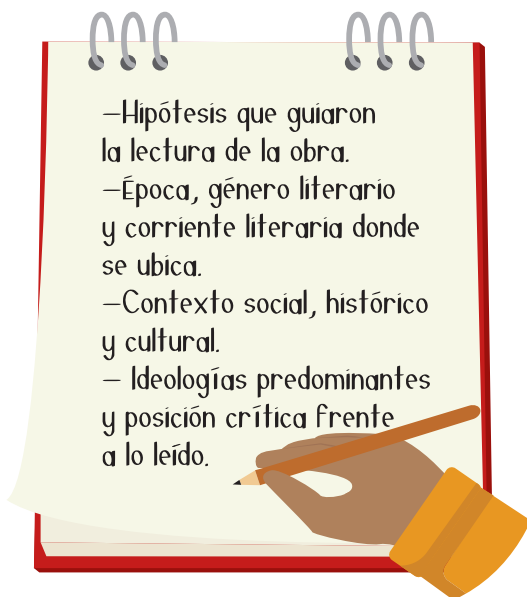 –Hipótesis que guiaron
la lectura de la obra.
–Época, género literario
y corriente literaria donde
se ubica.
–Contexto social, histórico
y cultural.
– Ideologías predominantes
y posición crítica frente
a lo leído.